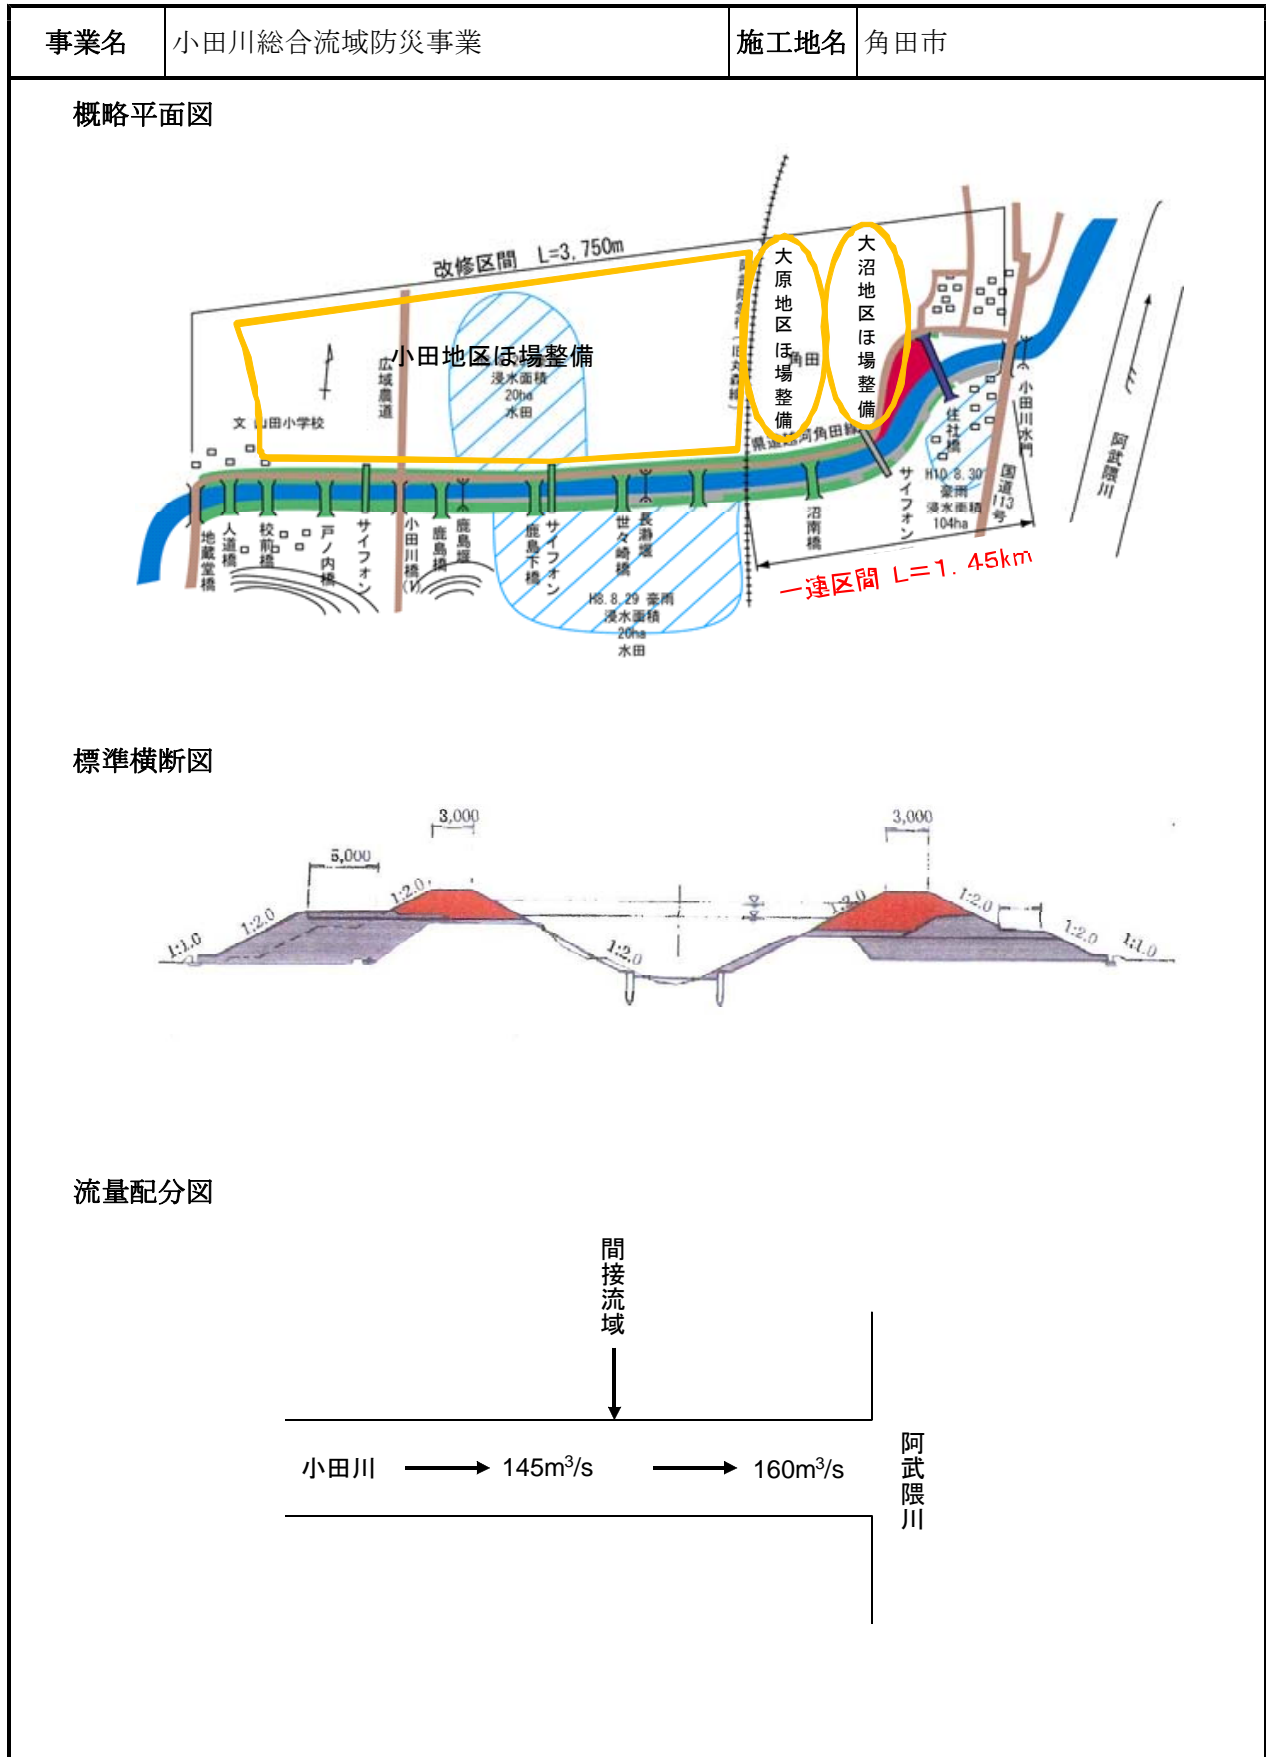 事業名
小田川総合流域防災事業
施工地名
角田市
概略平面図
改修区間 L=3,750m
小田地区ほ場整備
浸水面積
20ha
水田
広域農道
大原地区ほ場整備
大沼地区ほ場整備
角田
小田川水門
国道113号
阿武隈川
住社橋
H10.8.30
豪雨
浸水面積
104ha
サイフォン
沼南橋
一連区間 L=1.45km
地蔵堂橋
人道橋
校前橋
戸ノ内橋
サイフォン
小田川橋
鹿島橋
鹿島堰
鹿島下橋
サイフォン
世々崎橋
長瀞堰
H8.8.29 豪雨
浸水面積
20ha
水田
標準横断図
3,000
3,000
5,000
1:1.0
1:2.0
1:2.0
1:2.0
1:2.0
1:2.0
1:2.0
1:1.0
流量配分図
間接流域
小田川
145m³/s
160m³/s
阿武隈川